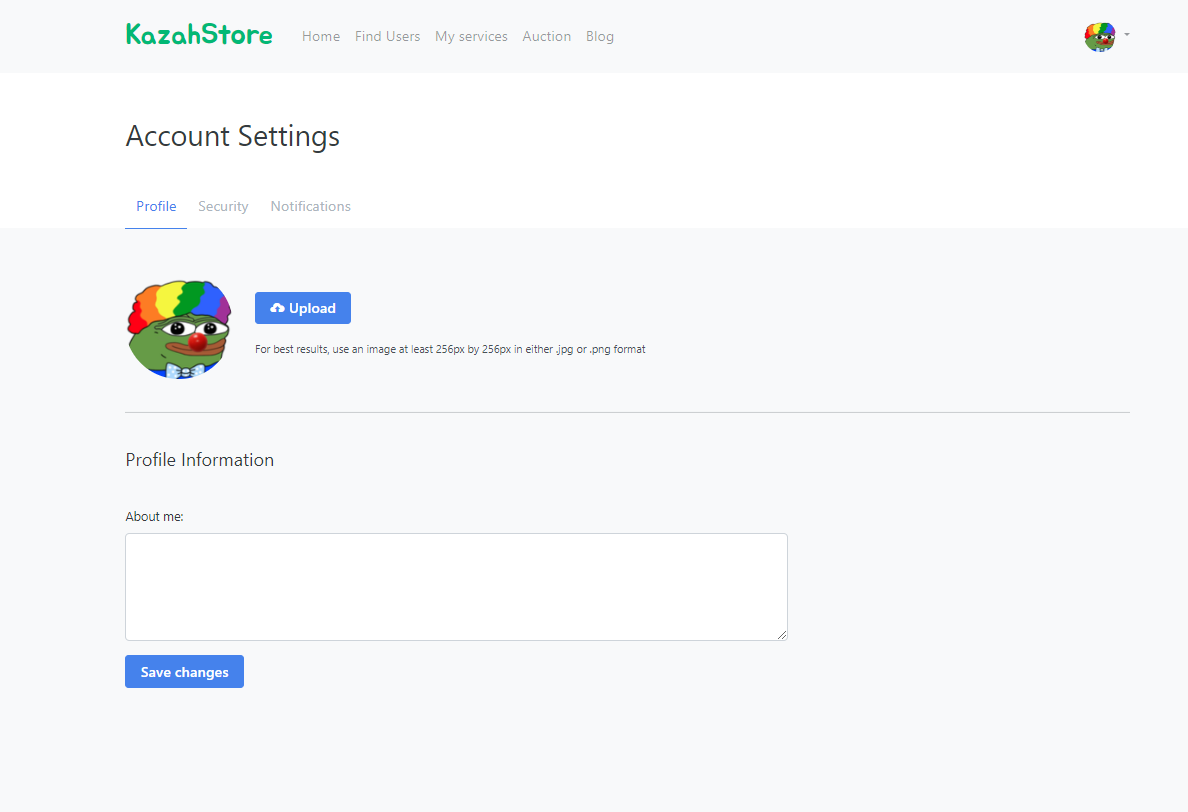 KazahStore Home Find Users My services Auction Blog
Account Settings
Profile Security Notifications
Upload
For best results, use an image at least 256px by 256px in either .jpg or .png format
Profile Information
About me:
Save changes